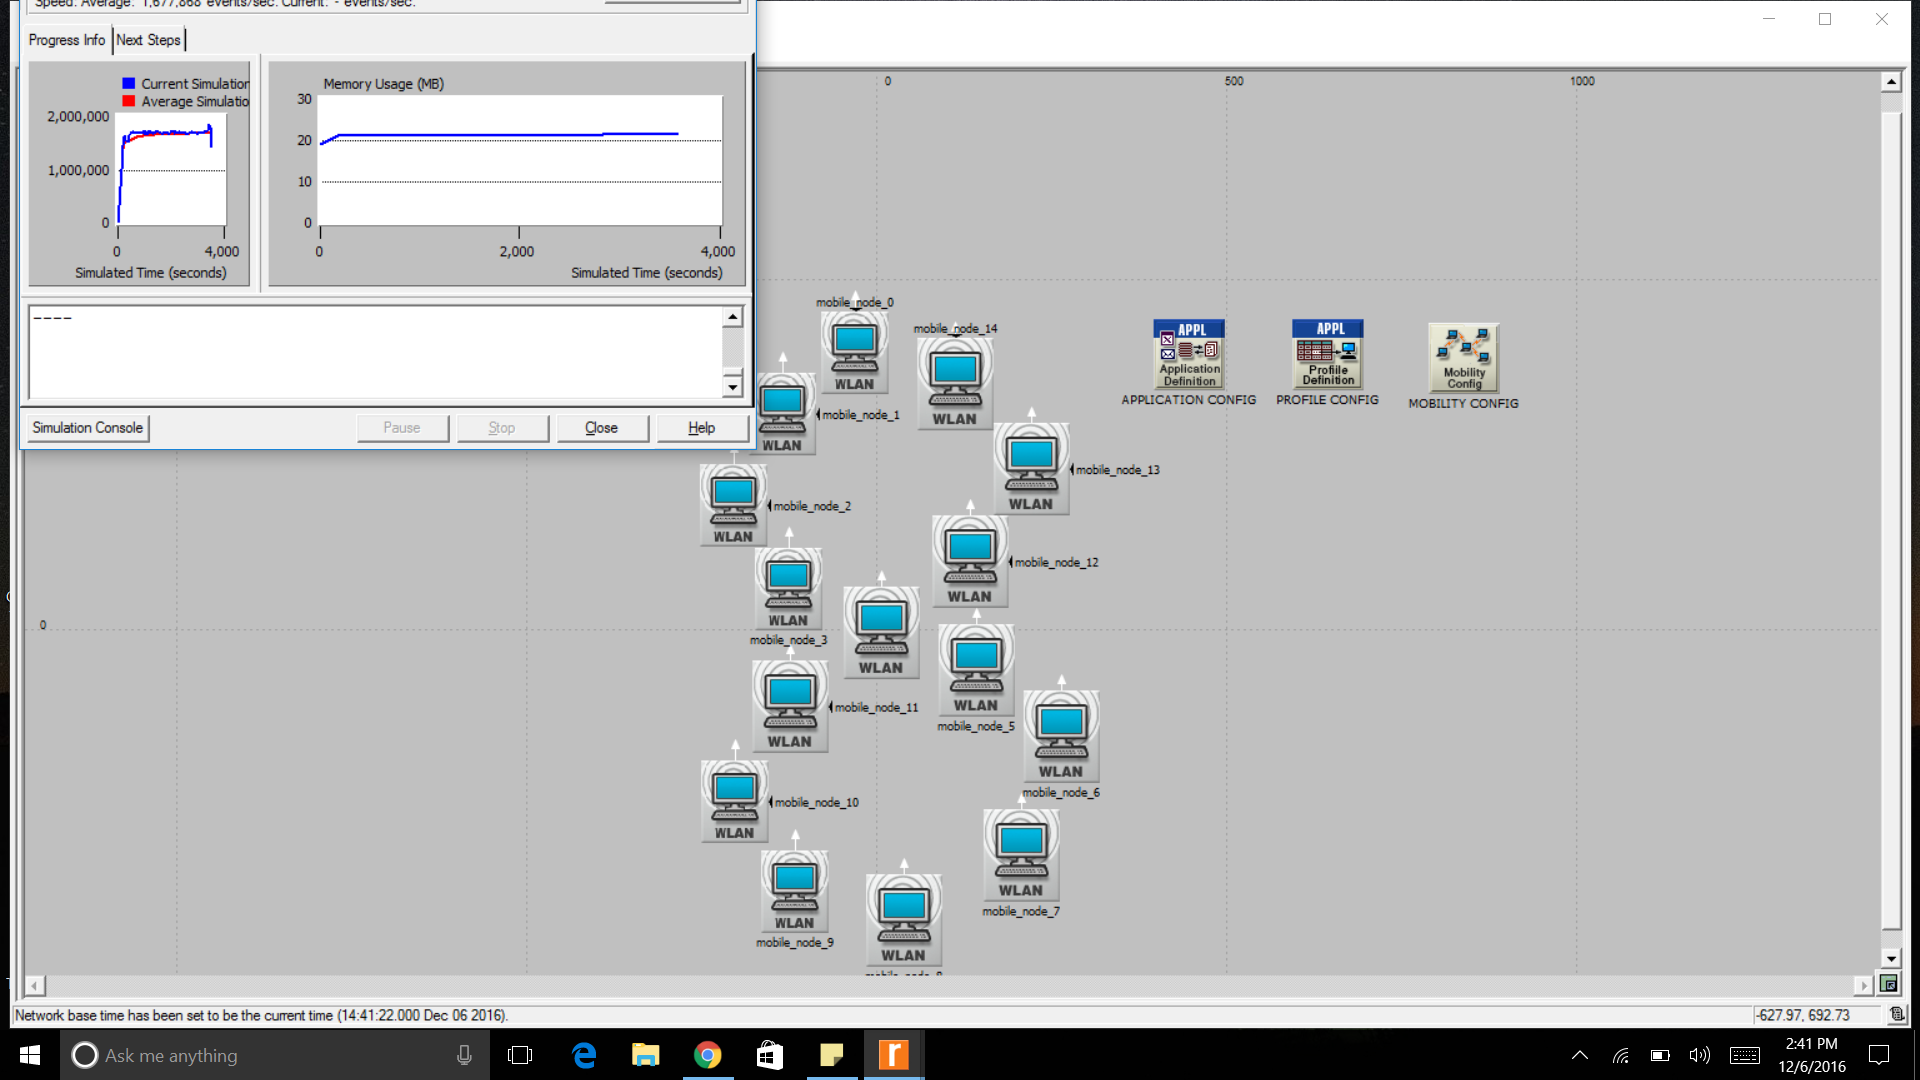 Speed: Average: 1,677,868 events/sec. Current: - events/sec.
Progress Info
Next Steps
Current Simulation
Average Simulatio
2,000,000
1,000,000
0
0
4,000
Simulated Time (seconds)
Memory Usage (MB)
30
20
10
0
0
2,000
4,000
Simulated Time (seconds)
----
Simulation Console
Pause
Stop
Close
Help
0
500
1000
0
mobile_node_0
WLAN
mobile_node_14
WLAN
mobile_node_1
WLAN
mobile_node_13
WLAN
mobile_node_2
WLAN
mobile_node_12
WLAN
WLAN
mobile_node_3
WLAN
WLAN
mobile_node_5
WLAN
mobile_node_11
WLAN
mobile_node_6
WLAN
mobile_node_10
WLAN
mobile_node_7
WLAN
mobile_node_9
WLAN
APPL
Application
Definition
APPLICATION CONFIG
APPL
Profile
Definition
PROFILE CONFIG
Mobility
Config
MOBILITY CONFIG
Network base time has been set to be the current time (14:41:22.000 Dec 06 2016).
-627.97, 692.73
Ask me anything
2:41 PM
12/6/2016